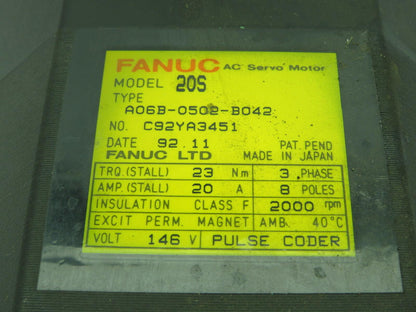 FANUC AC Servo Motor
MODEL 20S
TYPE
A06B-0502-B042
NO. C92YA3451
DATE 92.11 PAT. PEND
FANUC LTD MADE IN JAPAN
TRQ.(STALL) 23 Nm 3 PHASE
AMP.(STALL) 20 A 8 POLES
INSULATION CLASS F 2000 rpm
EXCIT PERM. MAGNET AMB. 40°C
VOLT 146 V PULSE CODER